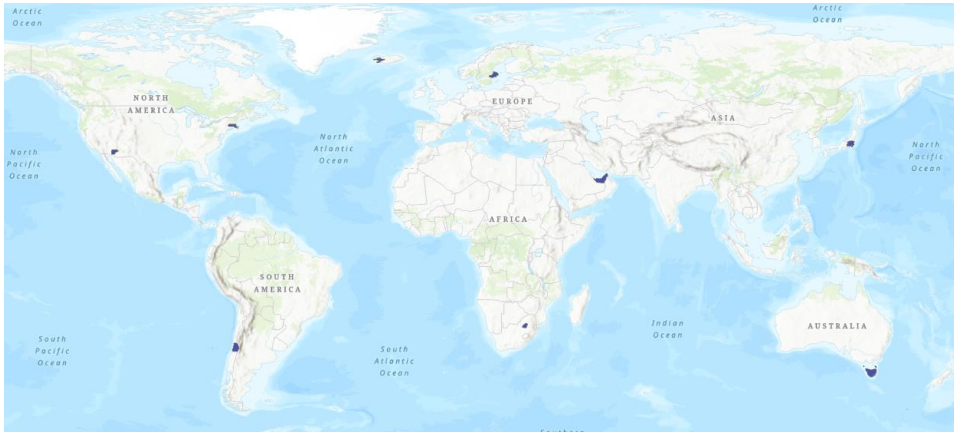 Arctic
Ocean
Arctic
Ocean
NORTH
AMERICA
EUROPE
ASIA
North
Atlantic
Ocean
North
Pacific
Ocean
North
Pacific
Ocean
AFRICA
SOUTH
AMERICA
Indian
Ocean
AUSTRALIA
South
Pacific
Ocean
South
Atlantic
Ocean